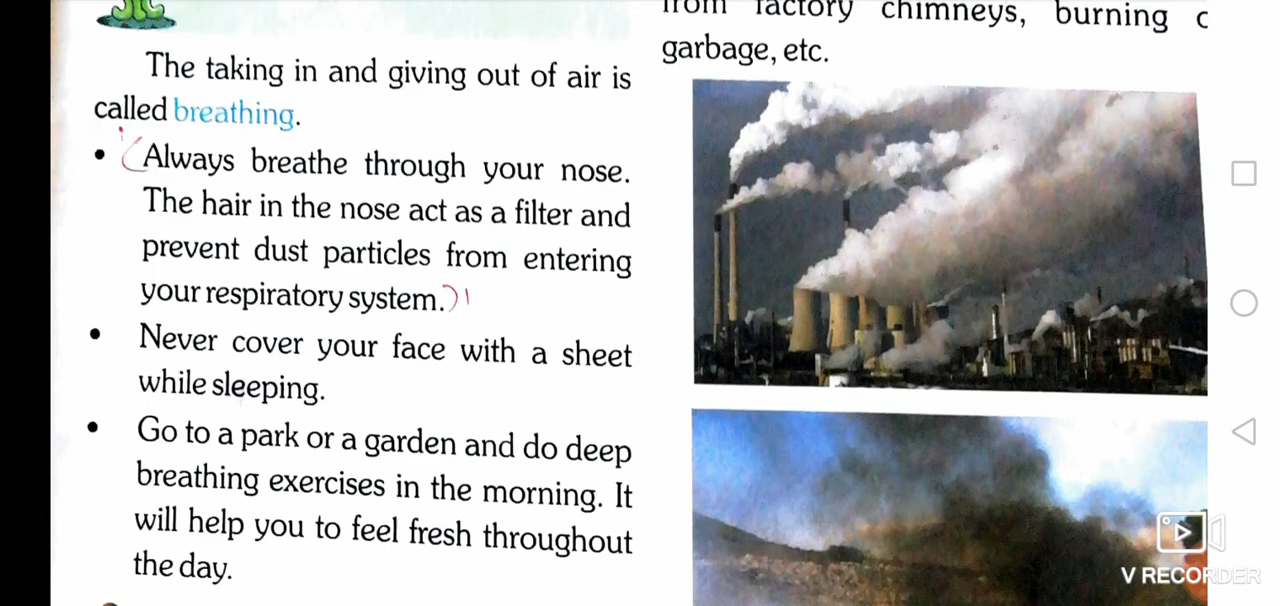 The taking in and giving out of air is
called breathing.
• Always breathe through your nose.
The hair in the nose act as a filter and
prevent dust particles from entering
your respiratory system.
• Never cover your face with a sheet
while sleeping.
• Go to a park or a garden and do deep
breathing exercises in the morning. It
will help you to feel fresh throughout
the day.
from factory chimneys, burning
garbage, etc.
V RECORDER